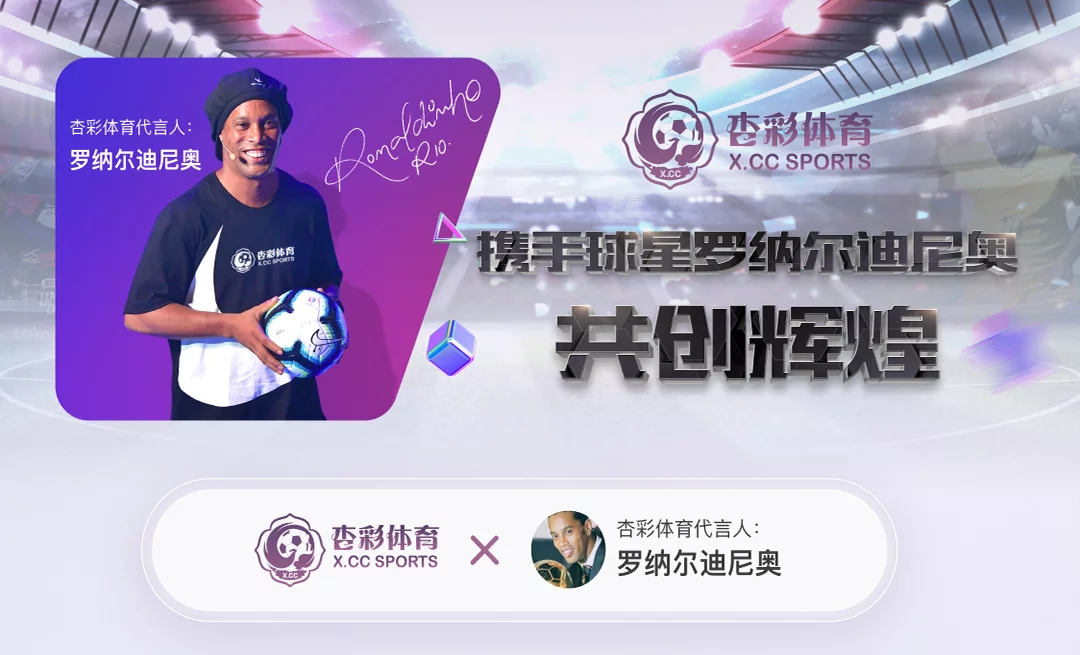 杏彩体育代言人：
罗纳尔迪尼奥
Ronaldinho
R10.
杏彩体育
X.CC SPORTS
杏彩体育
X.CC SPORTS
X.CC
携手球星罗纳尔迪尼奥
共创辉煌
杏彩体育
X.CC SPORTS
X.CC
杏彩体育代言人：
罗纳尔迪尼奥